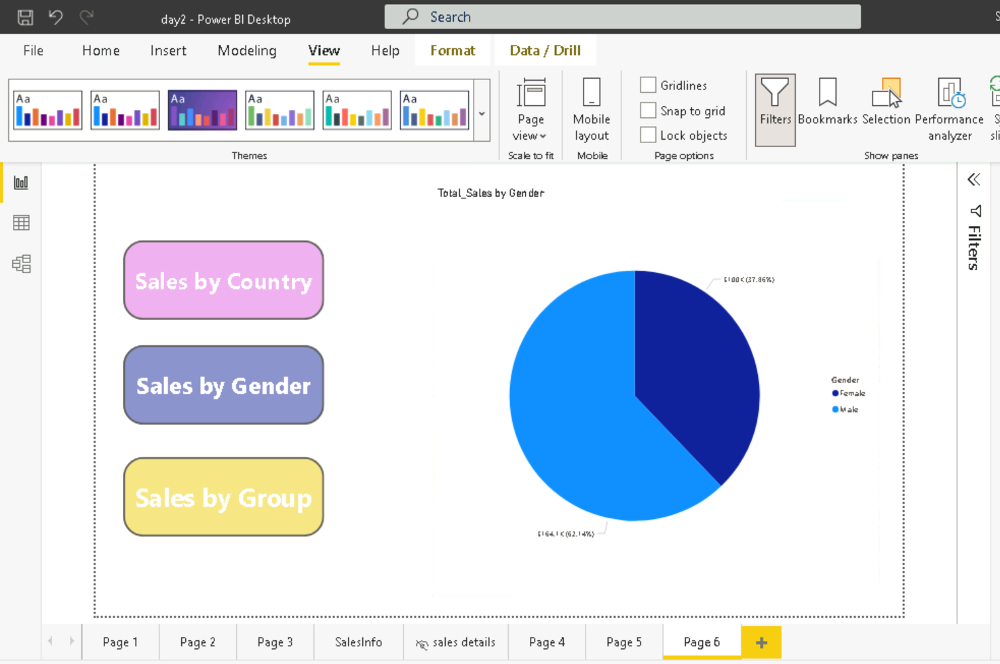 day2 - Power BI Desktop
Search
File
Home
Insert
Modeling
View
Help
Format
Data / Drill
Aa
Aa
Aa
Aa
Aa
Aa
Themes
Page
view
Scale to fit
Mobile
layout
Mobile
Gridlines
Snap to grid
Lock objects
Page options
Filters
Bookmarks
Selection
Performance
analyzer
Show panes
Total_Sales by Gender
Filters
Sales by Country
Sales by Gender
Sales by Group
$100K (37.86%)
Gender
Female
Male
$164.1K (62.14%)
Page 1
Page 2
Page 3
SalesInfo
sales details
Page 4
Page 5
Page 6